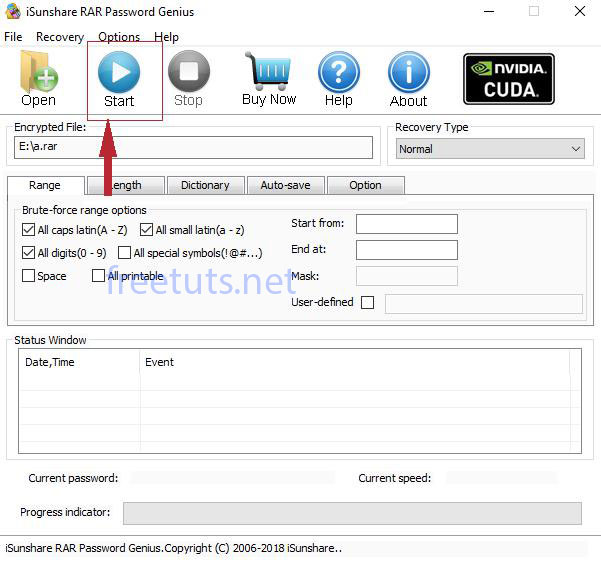 iSunshare RAR Password Genius
File Recovery Options Help
Open Start Stop Buy Now Help About NVIDIA. CUDA.
Encrypted File: Recovery Type
E:\a.rar Normal
Range Length Dictionary Auto-save Option
Brute-force range options
All caps latin(A - Z) All small latin(a - z) Start from:
All digits(0 - 9) All special symbols(!@#...) End at:
Space All printable Mask:
freetuts.net
User-defined
Status Window
Date,Time Event
Current password: Current speed:
Progress indicator:
iSunshare RAR Password Genius.Copyright (C) 2006-2018 iSunshare..